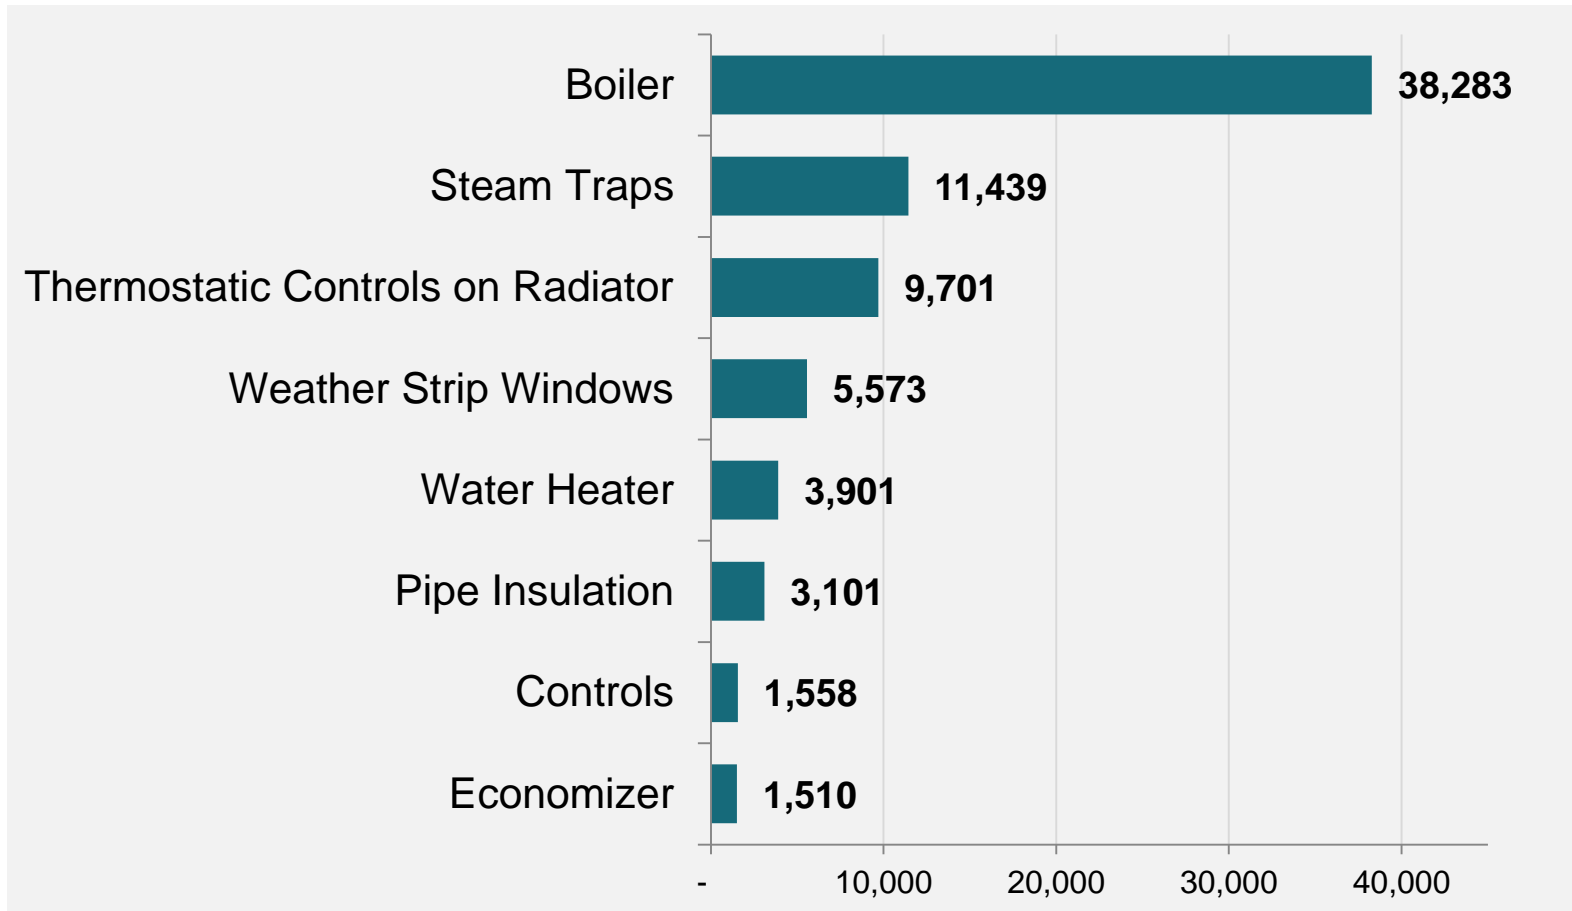 Boiler 38,283
Steam Traps 11,439
Thermostatic Controls on Radiator 9,701
Weather Strip Windows 5,573
Water Heater 3,901
Pipe Insulation 3,101
Controls 1,558
Economizer 1,510
- 10,000 20,000 30,000 40,000